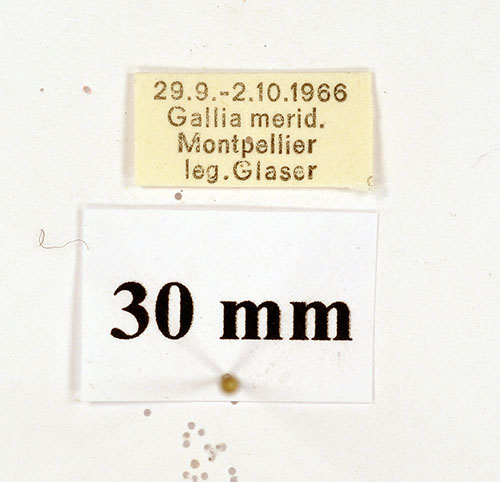 29.9.-2.10.1966
Gallia merid.
Montpellier
leg.Glaser
30 mm